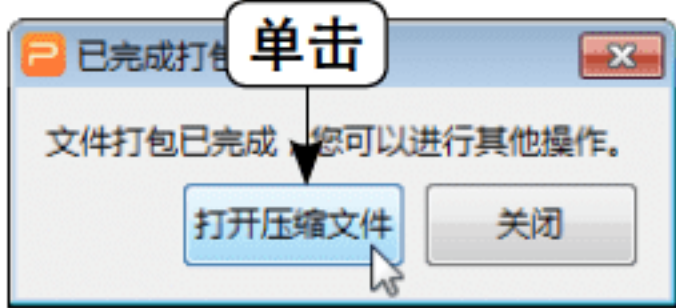 已完成打包
单击
文件打包已完成，您可以进行其他操作。
打开压缩文件
关闭